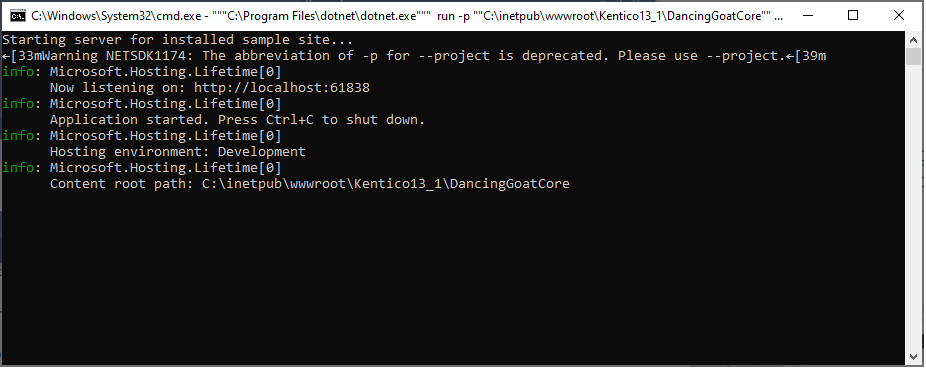 C:\Windows\System32\cmd.exe - """C:\Program Files\dotnet\dotnet.exe""" run -p ""C:\inetpub\wwwroot\Kentico13_1\DancingGoatCore"" ...
Starting server for installed sample site...
←[33mWarning NETSDK1174: The abbreviation of -p for --project is deprecated. Please use --project.←[39m
info: Microsoft.Hosting.Lifetime[0]
      Now listening on: http://localhost:61838
info: Microsoft.Hosting.Lifetime[0]
      Application started. Press Ctrl+C to shut down.
info: Microsoft.Hosting.Lifetime[0]
      Hosting environment: Development
info: Microsoft.Hosting.Lifetime[0]
      Content root path: C:\inetpub\wwwroot\Kentico13_1\DancingGoatCore